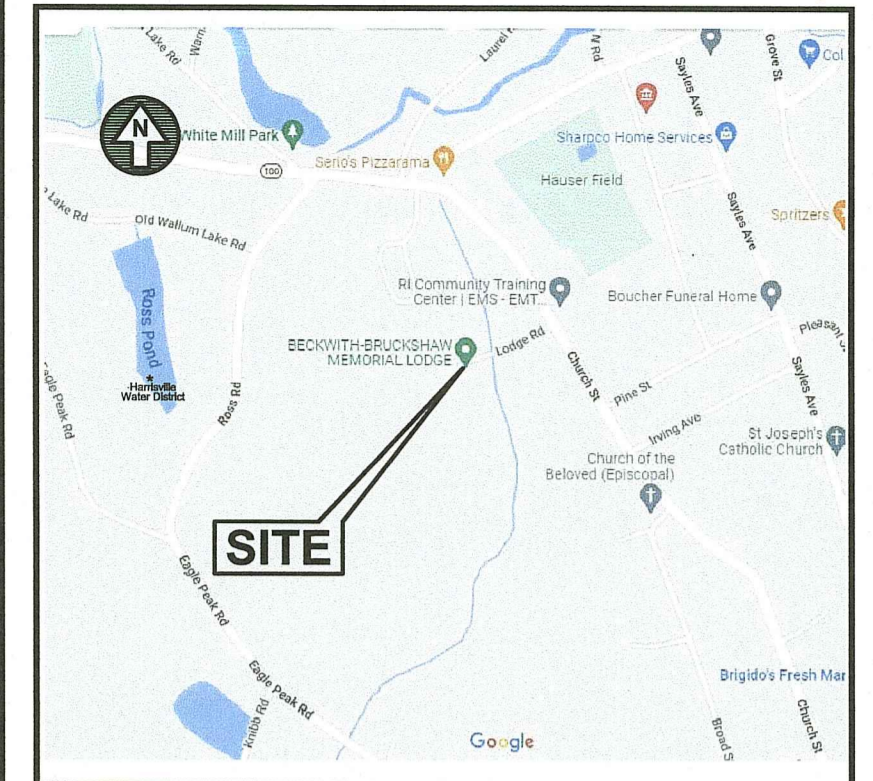 Lake Rd
Laurel
Rd
Grove St
Col
N
White Mill Park
Serio's Pizzarama
100
Sayles Ave
Sharpco Home Services
Hauser Field
Lake Rd
Old Wallum Lake Rd
Sayles Ave
Spritzers
Ross Pond
RI Community Training
Center | EMS - EMT...
Boucher Funeral Home
BECKWITH-BRUCKSHAW
MEMORIAL LODGE
Lodge Rd
Church St
Harrisville
Water District
Eagle Peak Rd
Ross Rd
Pine St
Irving Ave
Sayles Ave
St Joseph's
Catholic Church
Church of the
Beloved (Episcopal)
SITE
Eagle Peak Rd
Eagle Peak Rd
Knibb Rd
Brigido's Fresh Mar
Church St
Broad S
Google